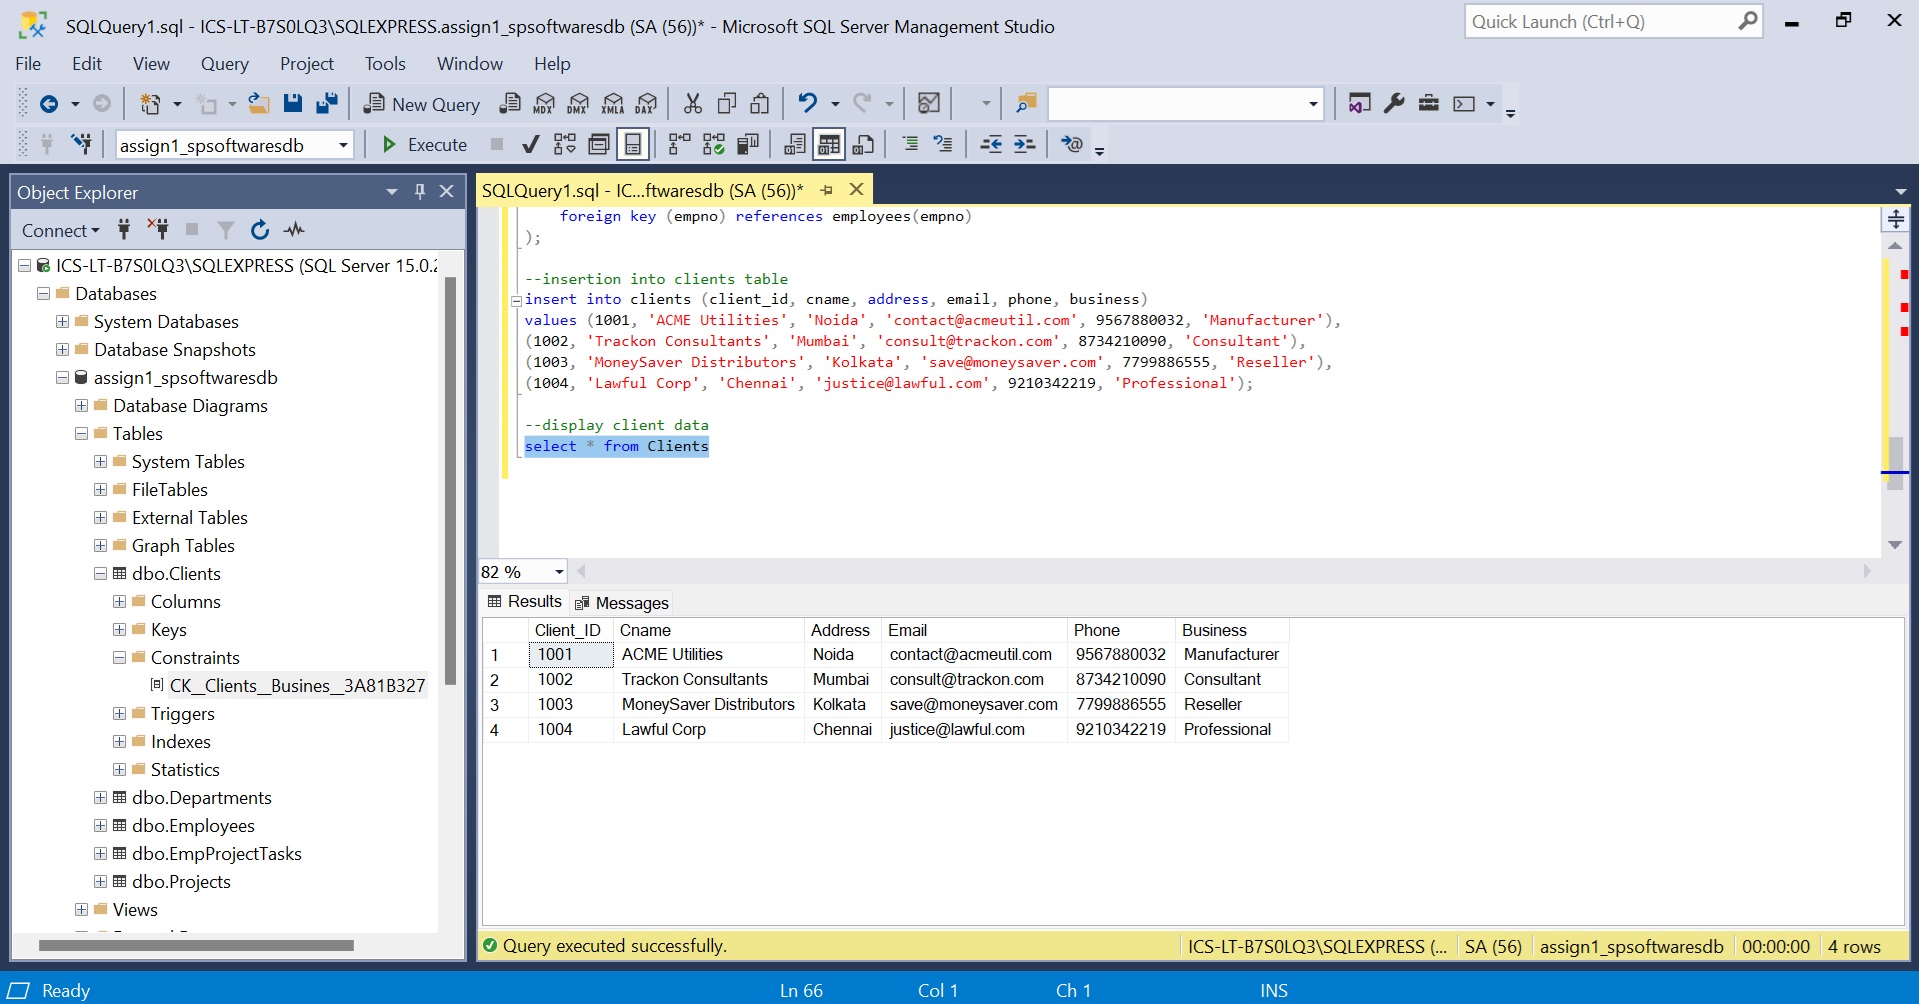 SQLQuery1.sql - ICS-LT-B7S0LQ3\SQLEXPRESS.assign1_spsoftwaresdb (SA (56))* - Microsoft SQL Server Management Studio
Quick Launch (Ctrl+Q)
File Edit View Query Project Tools Window Help
New Query MDX DMX XMLA DAX
assign1_spsoftwaresdb Execute
Object Explorer
Connect
ICS-LT-B7S0LQ3\SQLEXPRESS (SQL Server 15.0.2
Databases
System Databases
Database Snapshots
assign1_spsoftwaresdb
Database Diagrams
Tables
System Tables
FileTables
External Tables
Graph Tables
dbo.Clients
Columns
Keys
Constraints
CK__Clients__Busines__3A81B327
Triggers
Indexes
Statistics
dbo.Departments
dbo.Employees
dbo.EmpProjectTasks
dbo.Projects
Views
SQLQuery1.sql - IC...ftwaresdb (SA (56))*
foreign key (empno) references employees(empno)
);
--insertion into clients table
insert into clients (client_id, cname, address, email, phone, business)
values (1001, 'ACME Utilities', 'Noida', 'contact@acmeutil.com', 9567880032, 'Manufacturer'),
(1002, 'Trackon Consultants', 'Mumbai', 'consult@trackon.com', 8734210090, 'Consultant'),
(1003, 'MoneySaver Distributors', 'Kolkata', 'save@moneysaver.com', 7799886555, 'Reseller'),
(1004, 'Lawful Corp', 'Chennai', 'justice@lawful.com', 9210342219, 'Professional');
--display client data
select * from Clients
82 %
Results Messages
Client_ID Cname Address Email Phone Business
1 1001 ACME Utilities Noida contact@acmeutil.com 9567880032 Manufacturer
2 1002 Trackon Consultants Mumbai consult@trackon.com 8734210090 Consultant
3 1003 MoneySaver Distributors Kolkata save@moneysaver.com 7799886555 Reseller
4 1004 Lawful Corp Chennai justice@lawful.com 9210342219 Professional
Query executed successfully. ICS-LT-B7S0LQ3\SQLEXPRESS (... SA (56) assign1_spsoftwaresdb 00:00:00 4 rows
Ready Ln 66 Col 1 Ch 1 INS